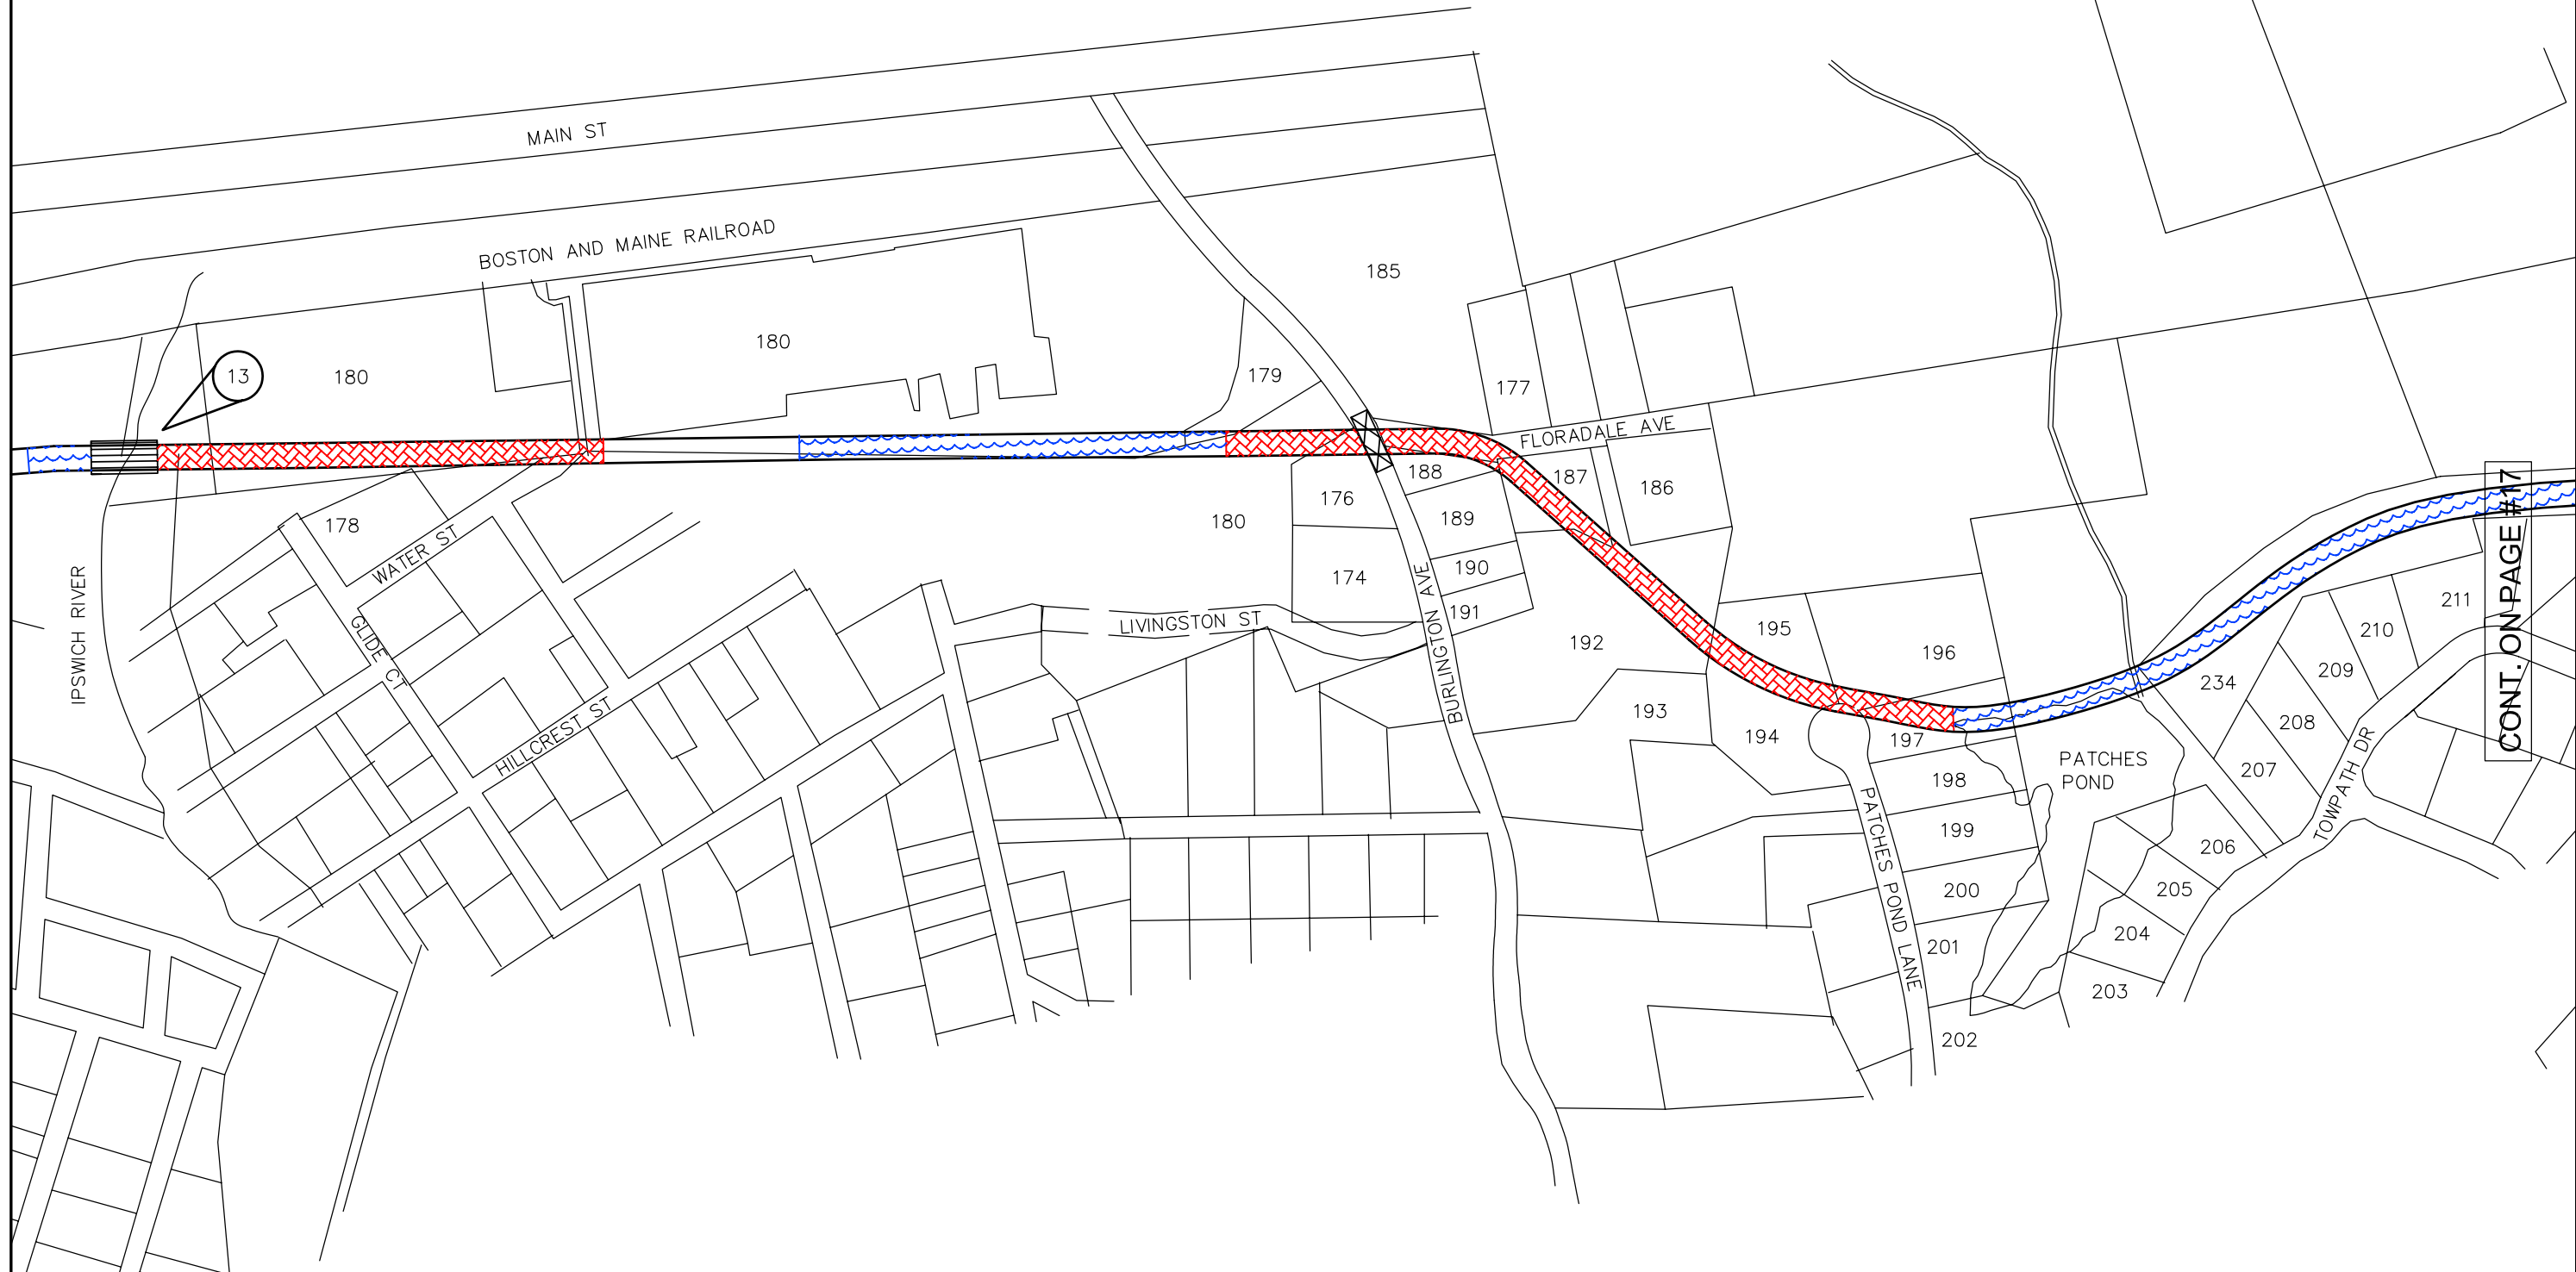 MAIN ST
BOSTON AND MAINE RAILROAD
185
180
13
180
179
177
FLORADALE AVE
188
187
186
176
189
180
178
WATER ST
174
190
191
LIVINGSTON ST
BURLINGTON AVE
IPSWICH RIVER
GLIDE CT
HILLCREST ST
192
195
196
193
194
197
198
199
200
201
202
PATCHES POND LANE
PATCHES
POND
234
211
210
209
208
207
206
205
204
203
TOWPATH DR
CONT. ON PAGE #17